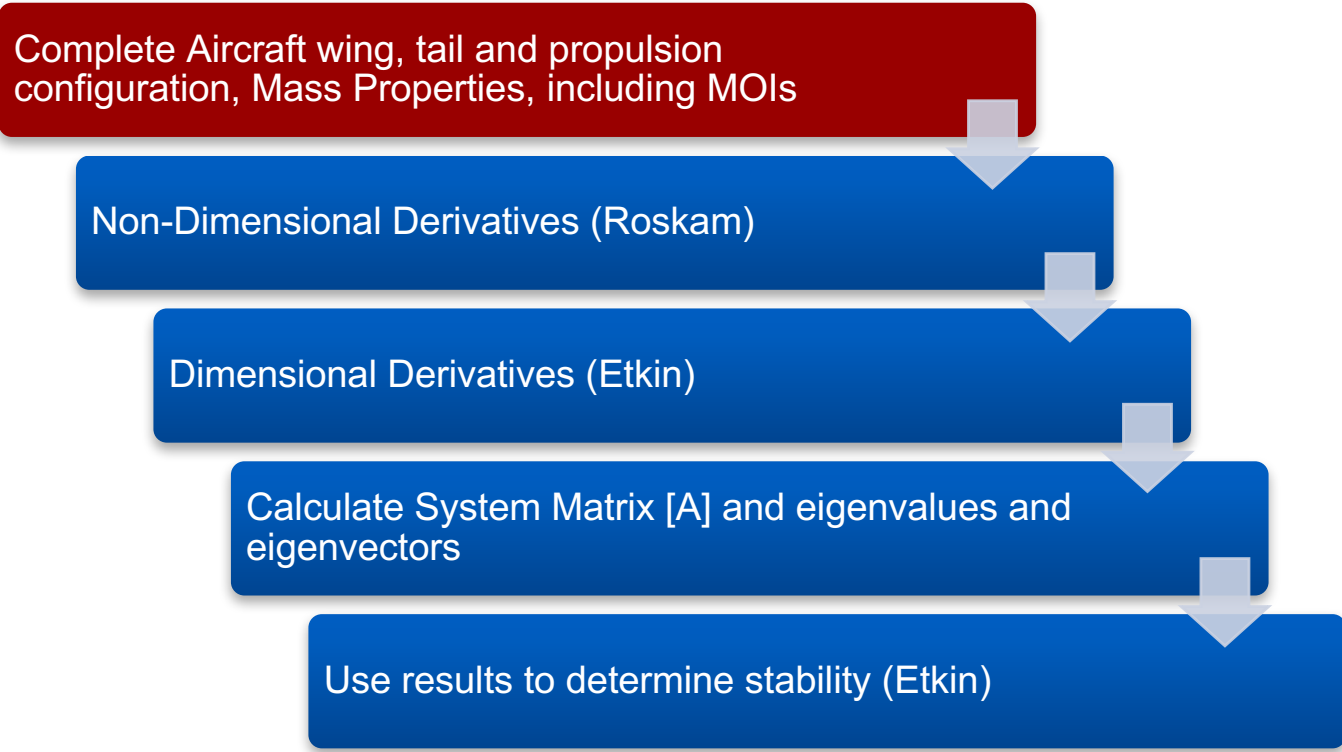 Complete Aircraft wing, tail and propulsion
configuration, Mass Properties, including MOIs
Non-Dimensional Derivatives (Roskam)
Dimensional Derivatives (Etkin)
Calculate System Matrix [A] and eigenvalues and
eigenvectors
Use results to determine stability (Etkin)